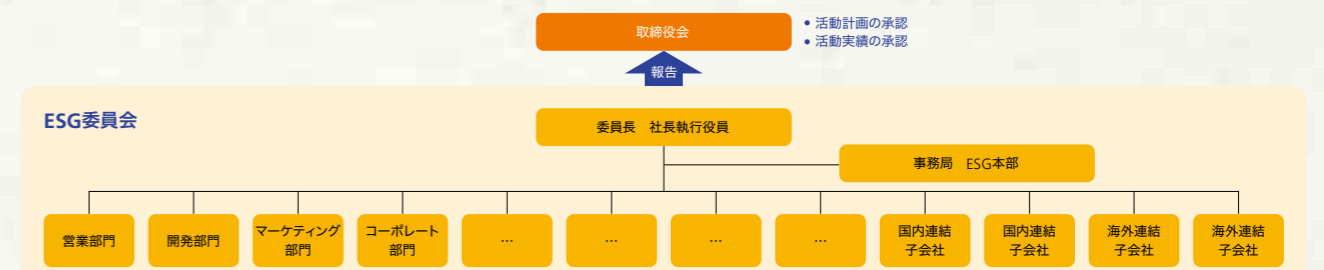 取締役会
• 活動計画の承認
• 活動実績の承認
報告
ESG委員会
委員長　社長執行役員
事務局　ESG本部
営業部門
開発部門
マーケティング
部門
コーポレート
部門
…
…
…
…
国内連結
子会社
国内連結
子会社
海外連結
子会社
海外連結
子会社